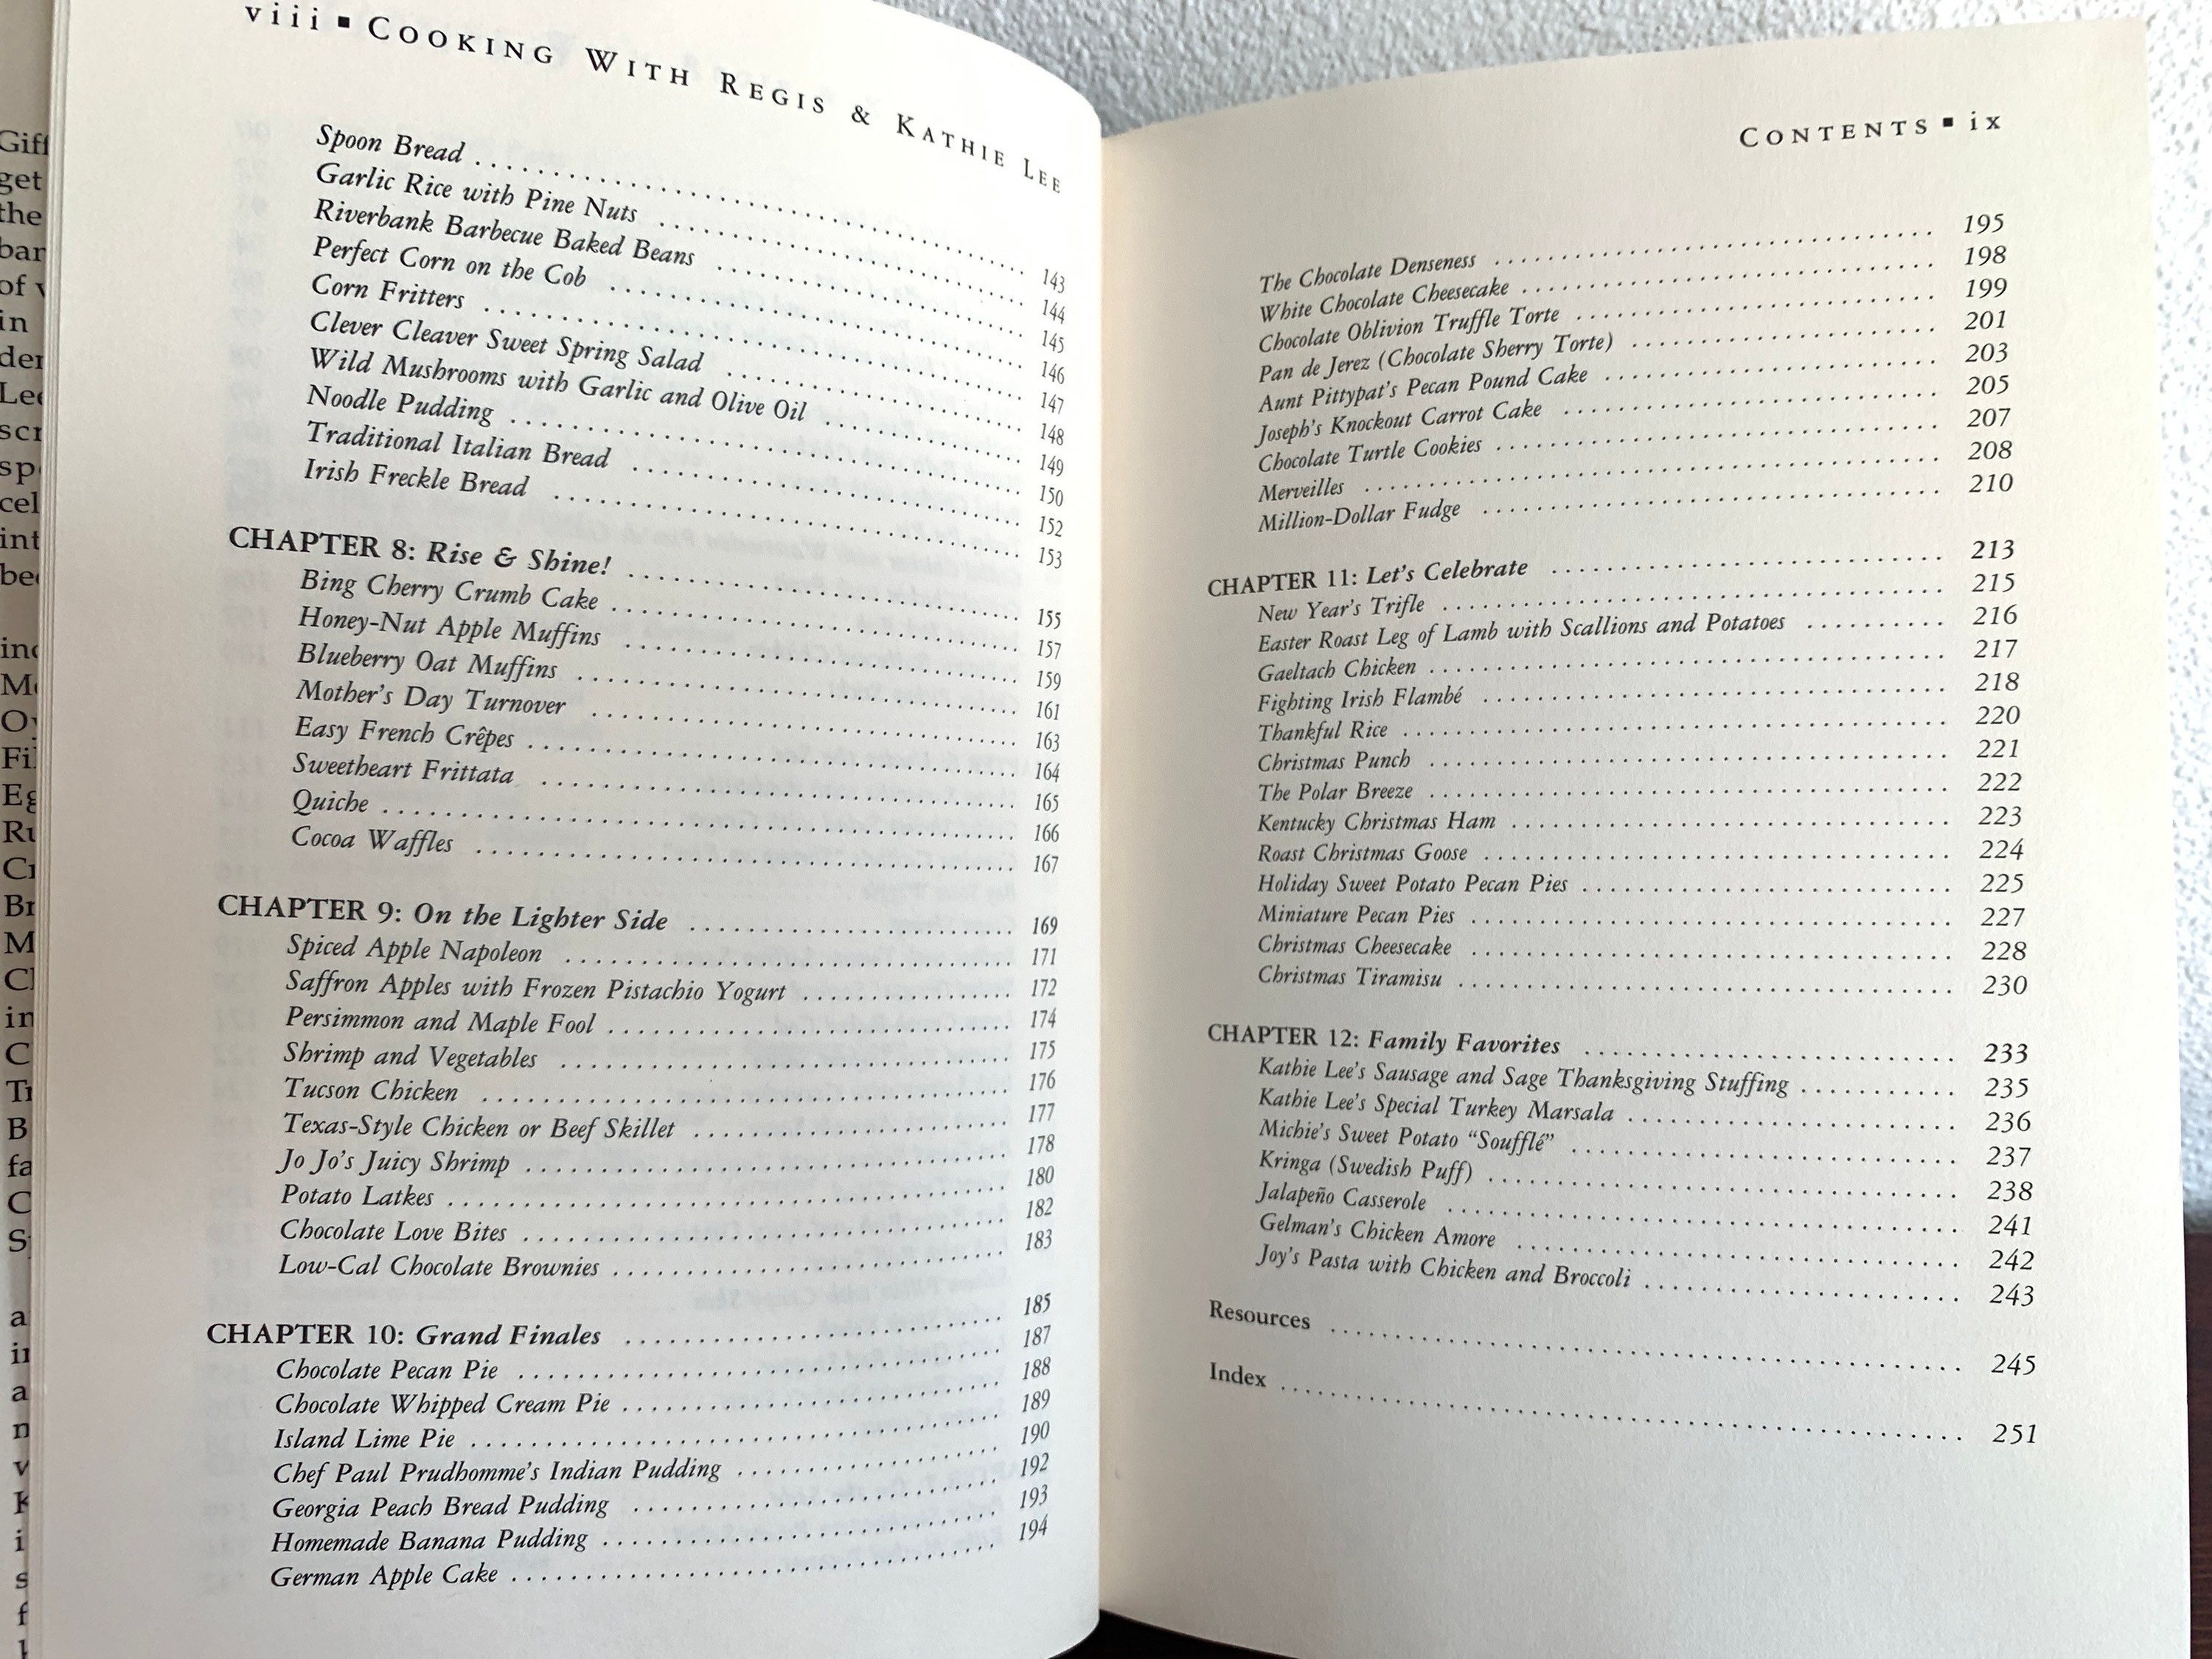 viii ■ COOKING WITH REGIS & KATHIE LEE
Spoon Bread . . . . . 143
Garlic Rice with Pine Nuts . . . . . 144
Riverbank Barbecue Baked Beans . . . . . 145
Perfect Corn on the Cob . . . . . 146
Corn Fritters . . . . . 147
Clever Cleaver Sweet Spring Salad . . . . . 148
Wild Mushrooms with Garlic and Olive Oil . . . . . 149
Noodle Pudding . . . . . 150
Traditional Italian Bread . . . . . 152
Irish Freckle Bread . . . . . 153
CHAPTER 8: Rise & Shine! . . . . . 155
Bing Cherry Crumb Cake . . . . . 157
Honey-Nut Apple Muffins . . . . . 159
Blueberry Oat Muffins . . . . . 161
Mother's Day Turnover . . . . . 163
Easy French Crêpes . . . . . 164
Sweetheart Frittata . . . . . 165
Quiche . . . . . 166
Cocoa Waffles . . . . . 167
CHAPTER 9: On the Lighter Side . . . . . 169
Spiced Apple Napoleon . . . . . 171
Saffron Apples with Frozen Pistachio Yogurt . . . . . 172
Persimmon and Maple Fool . . . . . 174
Shrimp and Vegetables . . . . . 175
Tucson Chicken . . . . . 176
Texas-Style Chicken or Beef Skillet . . . . . 177
Jo Jo's Juicy Shrimp . . . . . 178
Potato Latkes . . . . . 180
Chocolate Love Bites . . . . . 182
Low-Cal Chocolate Brownies . . . . . 183
CHAPTER 10: Grand Finales . . . . . 185
Chocolate Pecan Pie . . . . . 187
Chocolate Whipped Cream Pie . . . . . 188
Island Lime Pie . . . . . 189
Chef Paul Prudhomme's Indian Pudding . . . . . 190
Georgia Peach Bread Pudding . . . . . 192
Homemade Banana Pudding . . . . . 193
German Apple Cake . . . . . 194
CONTENTS ■ ix
The Chocolate Denseness . . . . . 195
White Chocolate Cheesecake . . . . . 198
Chocolate Oblivion Truffle Torte . . . . . 199
Pan de Jerez (Chocolate Sherry Torte) . . . . . 201
Aunt Pittypat's Pecan Pound Cake . . . . . 203
Joseph's Knockout Carrot Cake . . . . . 205
Chocolate Turtle Cookies . . . . . 207
Merveilles . . . . . 208
Million-Dollar Fudge . . . . . 210
CHAPTER 11: Let's Celebrate . . . . . 213
New Year's Trifle . . . . . 215
Easter Roast Leg of Lamb with Scallions and Potatoes . . . . . 216
Gaeltach Chicken . . . . . 217
Fighting Irish Flambé . . . . . 218
Thankful Rice . . . . . 220
Christmas Punch . . . . . 221
The Polar Breeze . . . . . 222
Kentucky Christmas Ham . . . . . 223
Roast Christmas Goose . . . . . 224
Holiday Sweet Potato Pecan Pies . . . . . 225
Miniature Pecan Pies . . . . . 227
Christmas Cheesecake . . . . . 228
Christmas Tiramisu . . . . . 230
CHAPTER 12: Family Favorites . . . . . 233
Kathie Lee's Sausage and Sage Thanksgiving Stuffing . . . . . 235
Kathie Lee's Special Turkey Marsala . . . . . 236
Michie's Sweet Potato "Soufflé" . . . . . 237
Kringa (Swedish Puff) . . . . . 238
Jalapeño Casserole . . . . . 241
Gelman's Chicken Amore . . . . . 242
Joy's Pasta with Chicken and Broccoli . . . . . 243
Resources . . . . . 245
Index . . . . . 251